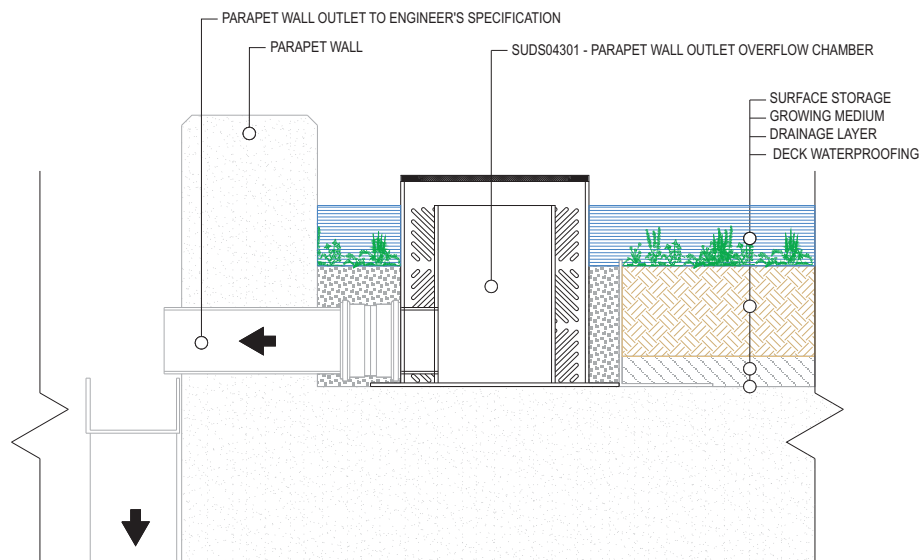 PARAPET WALL OUTLET TO ENGINEER'S SPECIFICATION
PARAPET WALL
SUDS04301 - PARAPET WALL OUTLET OVERFLOW CHAMBER
SURFACE STORAGE
GROWING MEDIUM
DRAINAGE LAYER
DECK WATERPROOFING